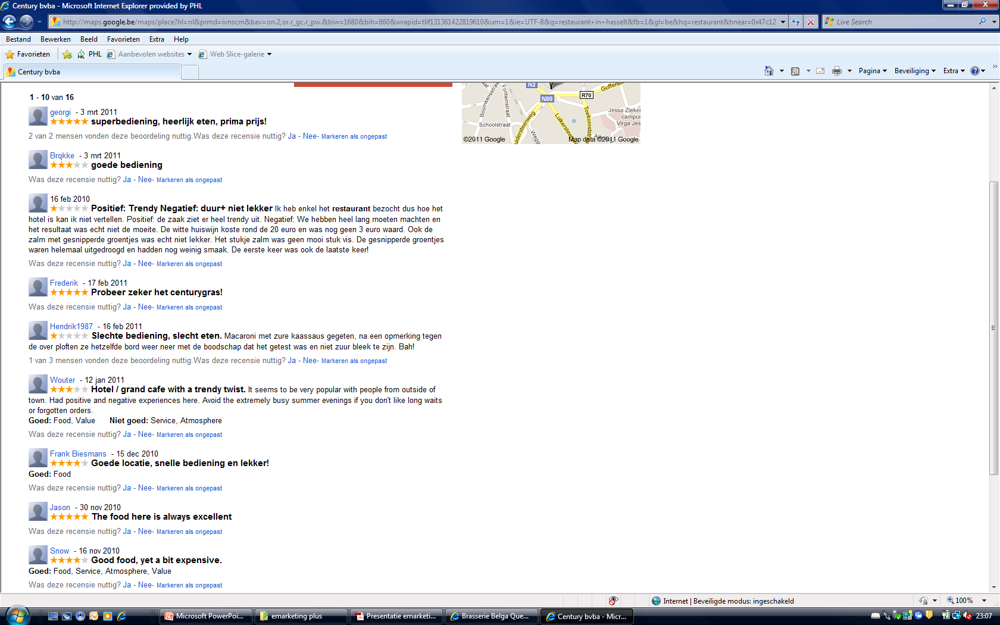 Century bvba - Microsoft Internet Explorer provided by PHL
http://maps.google.be/maps/place?hl=nl&prmd=ivnscm&bav=on.2,or.r_gc.r_pw.&biw=1680&bih=860&wrapid=tlif131361422819610&um=1&ie=UTF-8&q=restaurant+in+hasselt&fb=1&gl=be&hq=restaurant&hnear=0x47c12
Live Search
Bestand Bewerken Beeld Favorieten Extra Help
Favorieten PHL Aanbevolen websites Web Slice-galerie
Century bvba
Pagina Beveiliging Extra
1 - 10 van 16
georgi - 3 mrt 2011
superbediening, heerlijk eten, prima prijs!
2 van 2 mensen vonden deze beoordeling nuttig.Was deze recensie nuttig? Ja - Nee- Markeren als ongepast
Brqkke - 3 mrt 2011
goede bediening
Was deze recensie nuttig? Ja - Nee- Markeren als ongepast
16 feb 2010
Positief: Trendy Negatief: duur+ niet lekker Ik heb enkel het restaurant bezocht dus hoe het
hotel is kan ik niet vertellen. Positief: de zaak ziet er heel trendy uit. Negatief: We hebben heel lang moeten machten en
het resultaat was echt niet de moeite. De witte huiswijn koste rond de 20 euro en was nog geen 3 euro waard. Ook de
zalm met gesnipperde groentjes was echt niet lekker. Het stukje zalm was geen mooi stuk vis. De gesnipperde groentjes
waren helemaal uitgedroogd en hadden nog weinig smaak. De eerste keer was ook de laatste keer!
Was deze recensie nuttig? Ja - Nee- Markeren als ongepast
Frederik - 17 feb 2011
Probeer zeker het centurygras!
Was deze recensie nuttig? Ja - Nee- Markeren als ongepast
Hendrik1987 - 16 feb 2011
Slechte bediening, slecht eten. Macaroni met zure kaassaus gegeten, na een opmerking tegen
de over ploften ze hetzelfde bord weer neer met de boodschap dat het getest was en niet zuur bleek te zijn. Bah!
1 van 3 mensen vonden deze beoordeling nuttig.Was deze recensie nuttig? Ja - Nee- Markeren als ongepast
Wouter - 12 jan 2011
Hotel / grand cafe with a trendy twist. It seems to be very popular with people from outside of
town. Had positive and negative experiences here. Avoid the extremely busy summer evenings if you don't like long waits
or forgotten orders.
Goed: Food, Value Niet goed: Service, Atmosphere
Was deze recensie nuttig? Ja - Nee- Markeren als ongepast
Frank Biesmans - 15 dec 2010
Goede locatie, snelle bediening en lekker!
Goed: Food
Was deze recensie nuttig? Ja - Nee- Markeren als ongepast
Jason - 30 nov 2010
The food here is always excellent
Was deze recensie nuttig? Ja - Nee- Markeren als ongepast
Snow - 16 nov 2010
Good food, yet a bit expensive.
Goed: Food, Service, Atmosphere, Value
Was deze recensie nuttig? Ja - Nee- Markeren als ongepast
N2
N80
R70
Guffens
Boomkensstraa
Fonteinstraat
Schoolstraat
Luikersteen
Toekomstst
Jessa Zieker
campus
Virga Jes
©2011 Google
Map data ©2011 Google
Internet | Beveiligde modus: ingeschakeld
100%
Microsoft PowerPoi...
emarketing plus
Presentatie emarketi...
Brasserie Belga Que...
Century bvba - Micr...
23:07